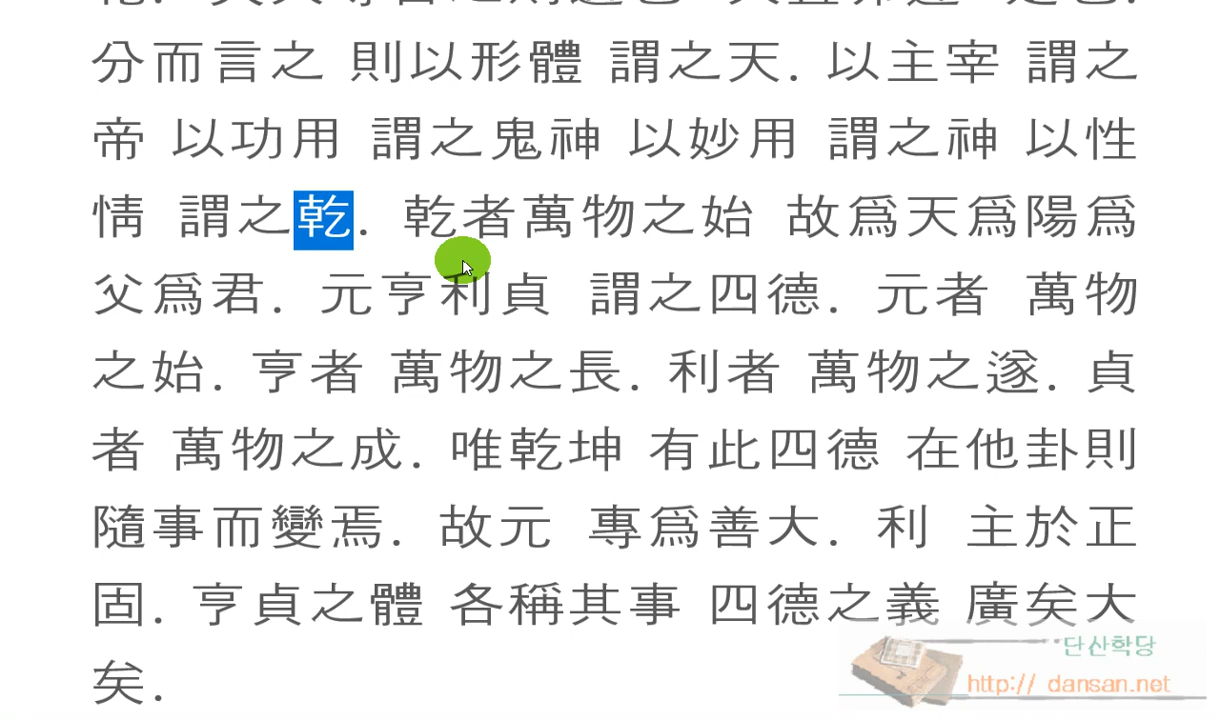 分而言之 則以形體 謂之天. 以主宰 謂之
帝 以功用 謂之鬼神 以妙用 謂之神 以性
情 謂之乾. 乾者萬物之始 故爲天爲陽爲
父爲君. 元亨利貞 謂之四德. 元者 萬物
之始. 亨者 萬物之長. 利者 萬物之遂. 貞
者 萬物之成. 唯乾坤 有此四德 在他卦則
隨事而變焉. 故元 專爲善大. 利 主於正
固. 亨貞之體 各稱其事 四德之義 廣矣大
矣.
단산학당
http:// dansan.net